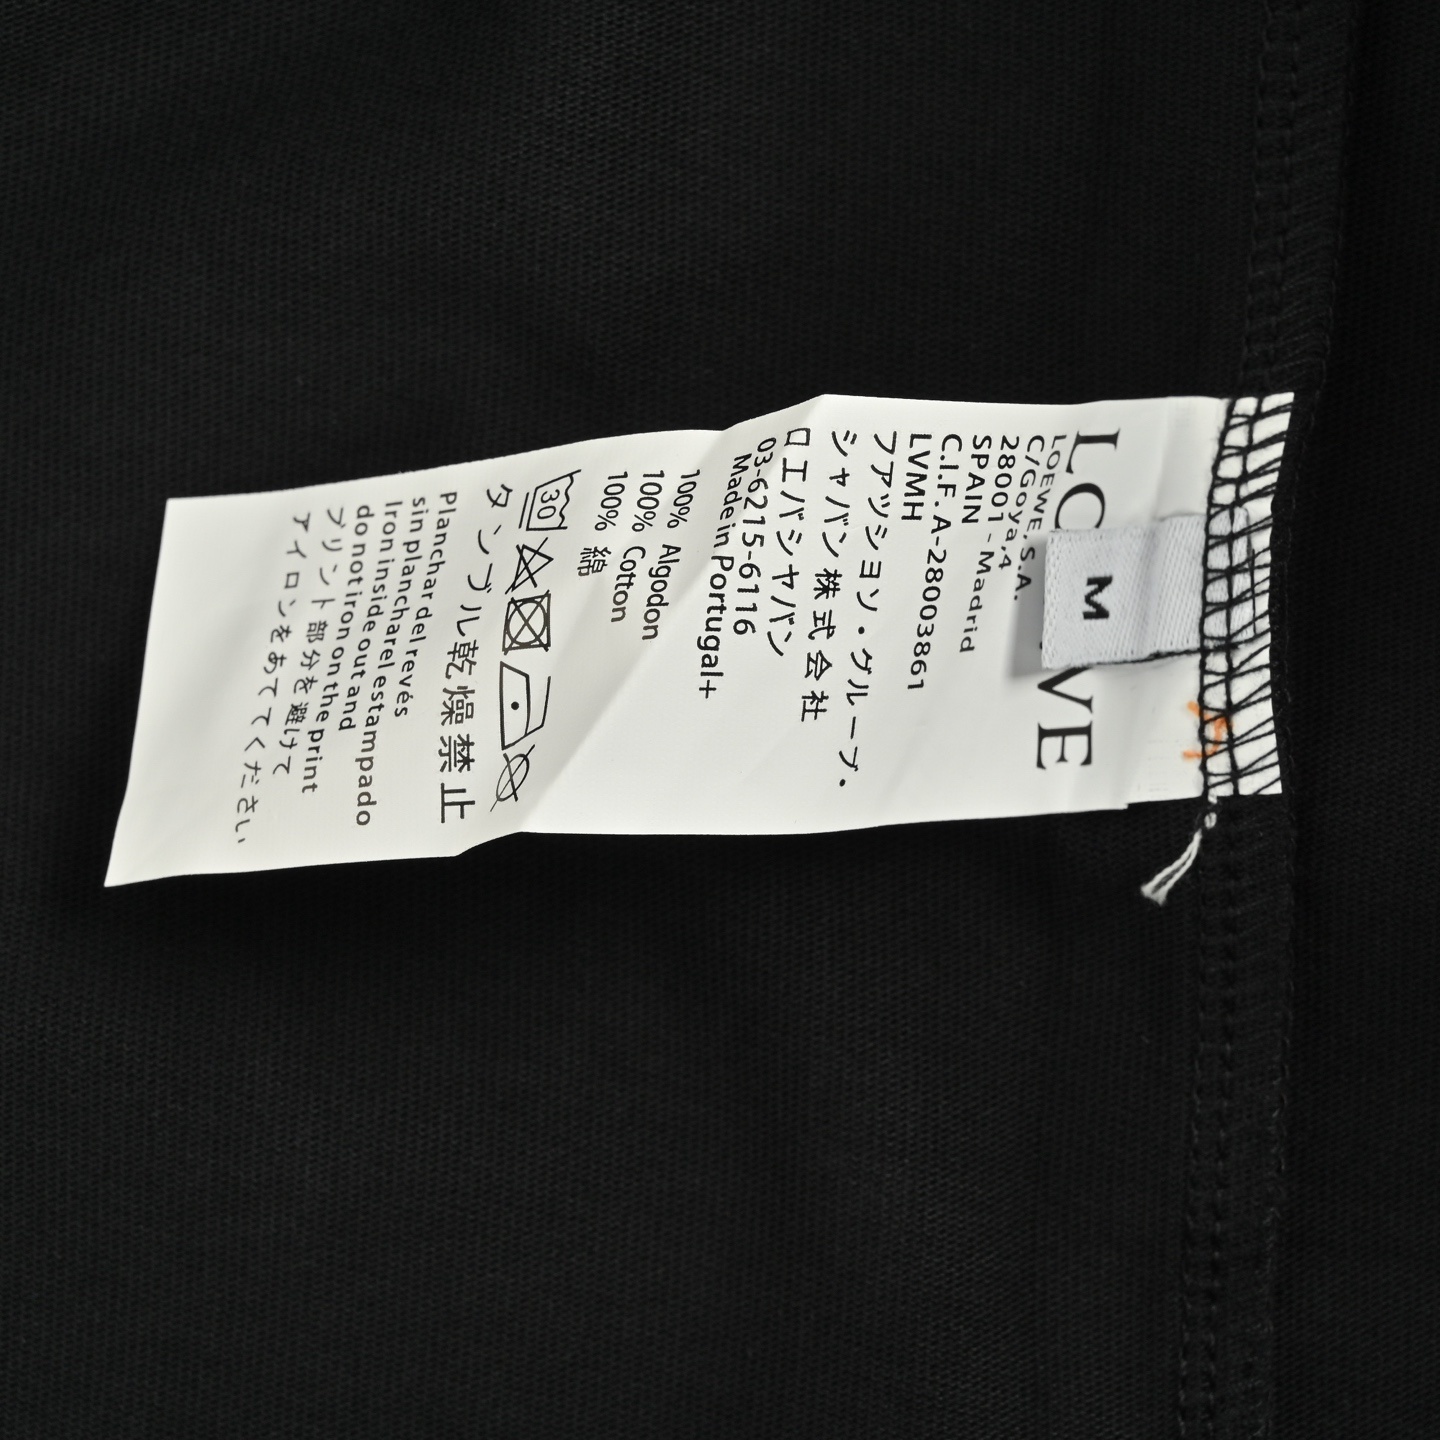 LOEWE
M
LOEWE, S.A.
C/Goya,4
28001 - Madrid
SPAIN
C.I.F. A-28003861
LVMH
ファッション・グループ・
ジャパン株式会社
ロエバジャパン
03-6215-6116
Made in Portugal+
100% Algodon
100% Cotton
100% 綿
30
タンブル乾燥禁止
Planchar del revés
sin planchar el estampado
Iron inside out and
do not iron on the print
プリント部分を避けて
アイロンをあててください